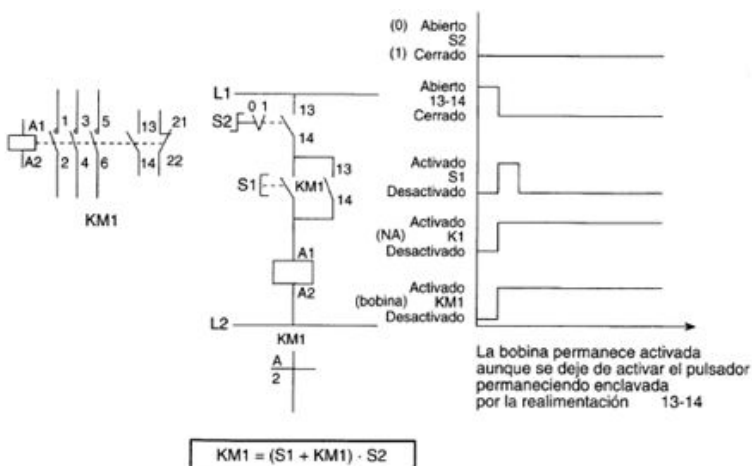 A1
A2
1 3 5
2 4 6
13 21
14 22
KM1
L1
0 1
S2
13
14
S1
KM1
13
14
A1
A2
L2
KM1
A
2
KM1 = (S1 + KM1) · S2
(0) Abierto
S2
(1) Cerrado
Abierto
13-14
Cerrado
Activado
S1
Desactivado
Activado
(NA) K1
Desactivado
Activado
(bobina) KM1
Desactivado
La bobina permanece activada
aunque se deje de activar el pulsador
permaneciendo enclavada
por la realimentación 13-14